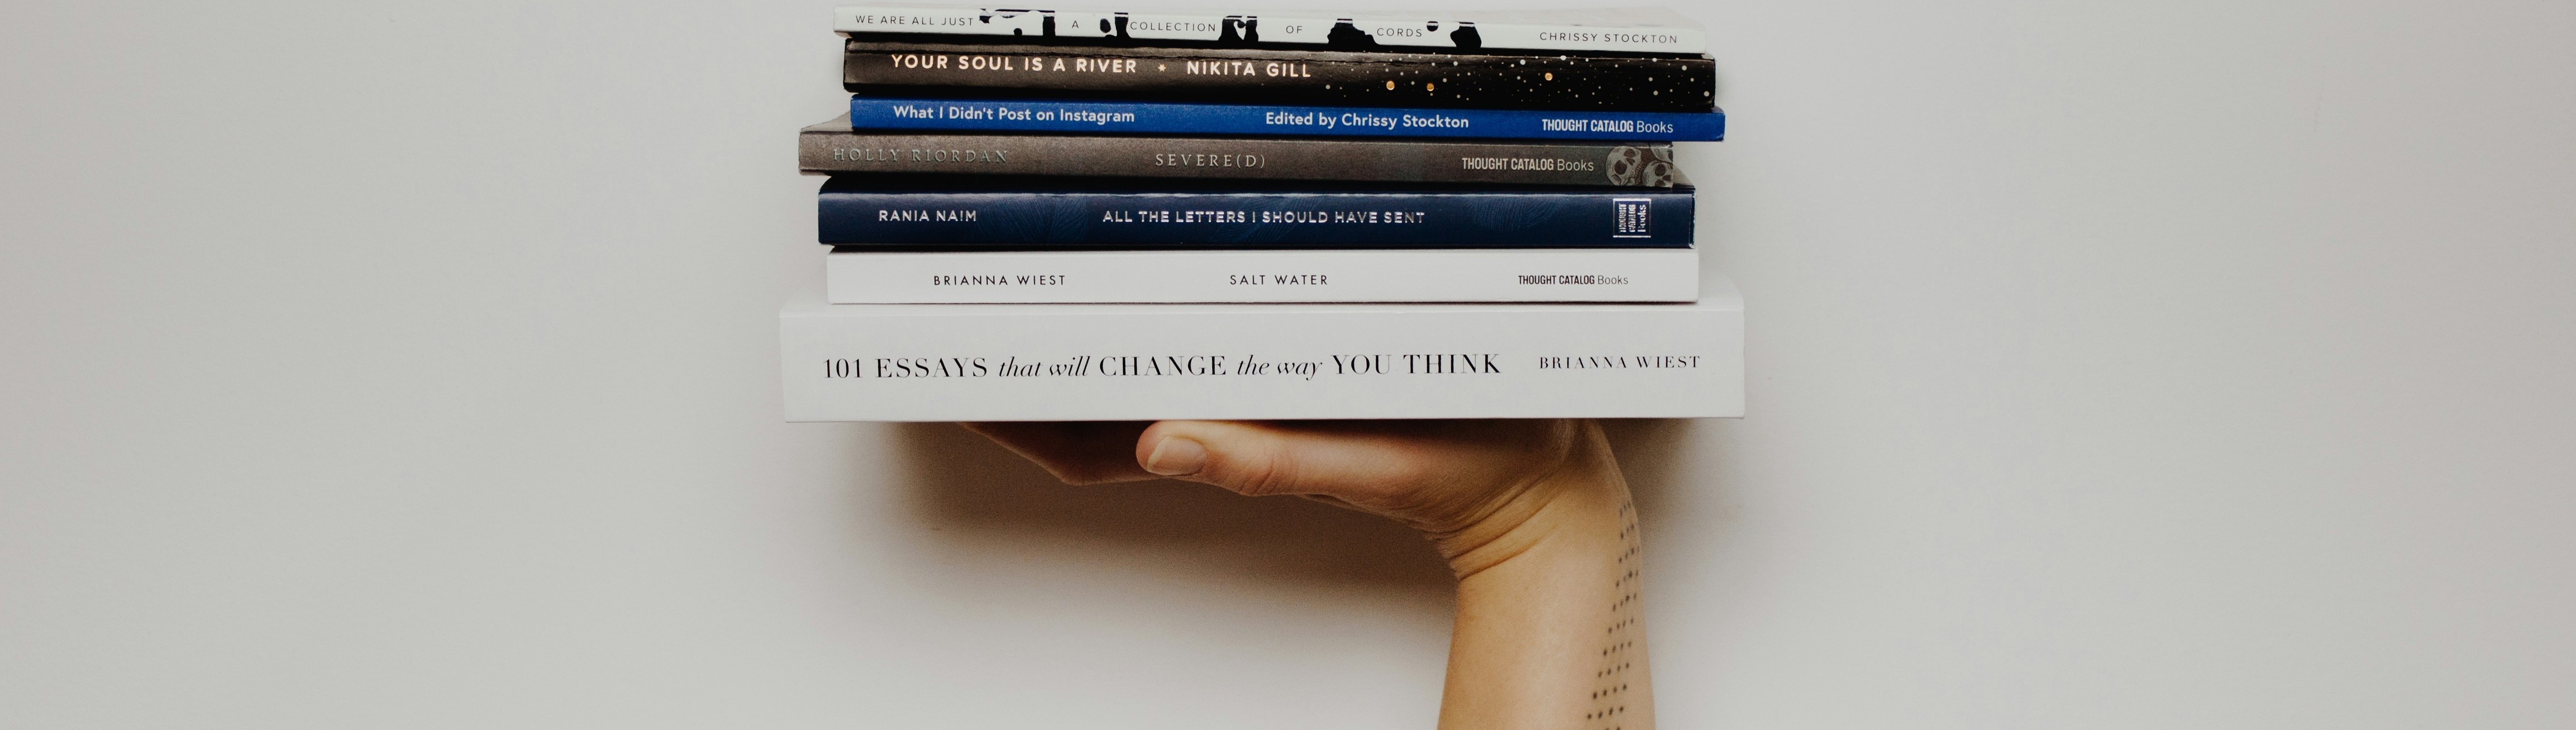 WE ARE ALL JUST A COLLECTION OF CORDS CHRISSY STOCKTON
YOUR SOUL IS A RIVER * NIKITA GILL
What I Didn't Post on Instagram Edited by Chrissy Stockton THOUGHT CATALOG Books
HOLLY RIORDAN SEVERE(D) THOUGHT CATALOG Books
RANIA NAIM ALL THE LETTERS I SHOULD HAVE SENT THOUGHT CATALOG Books
BRIANNA WIEST SALT WATER THOUGHT CATALOG Books
101 ESSAYS that will CHANGE the way YOU THINK BRIANNA WIEST